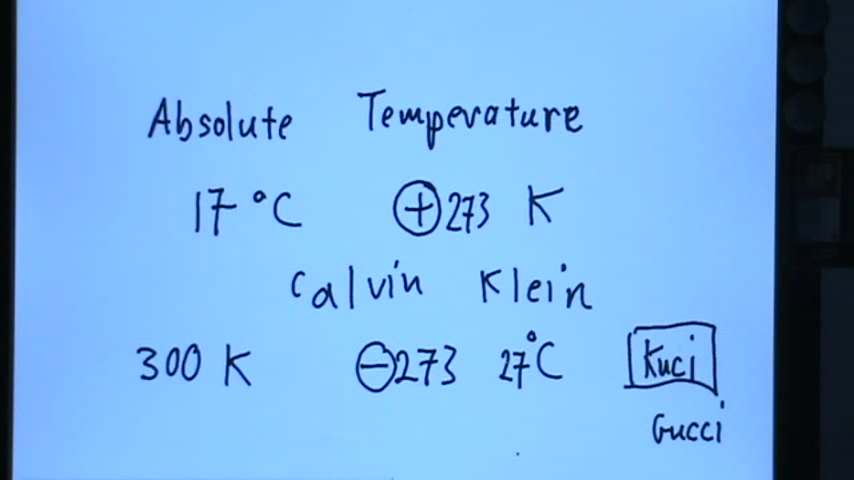 Absolute Temperature
17 °C ⊕273 K
Calvin Klein
300 K ⊖273 27°C Kuci
Gucci